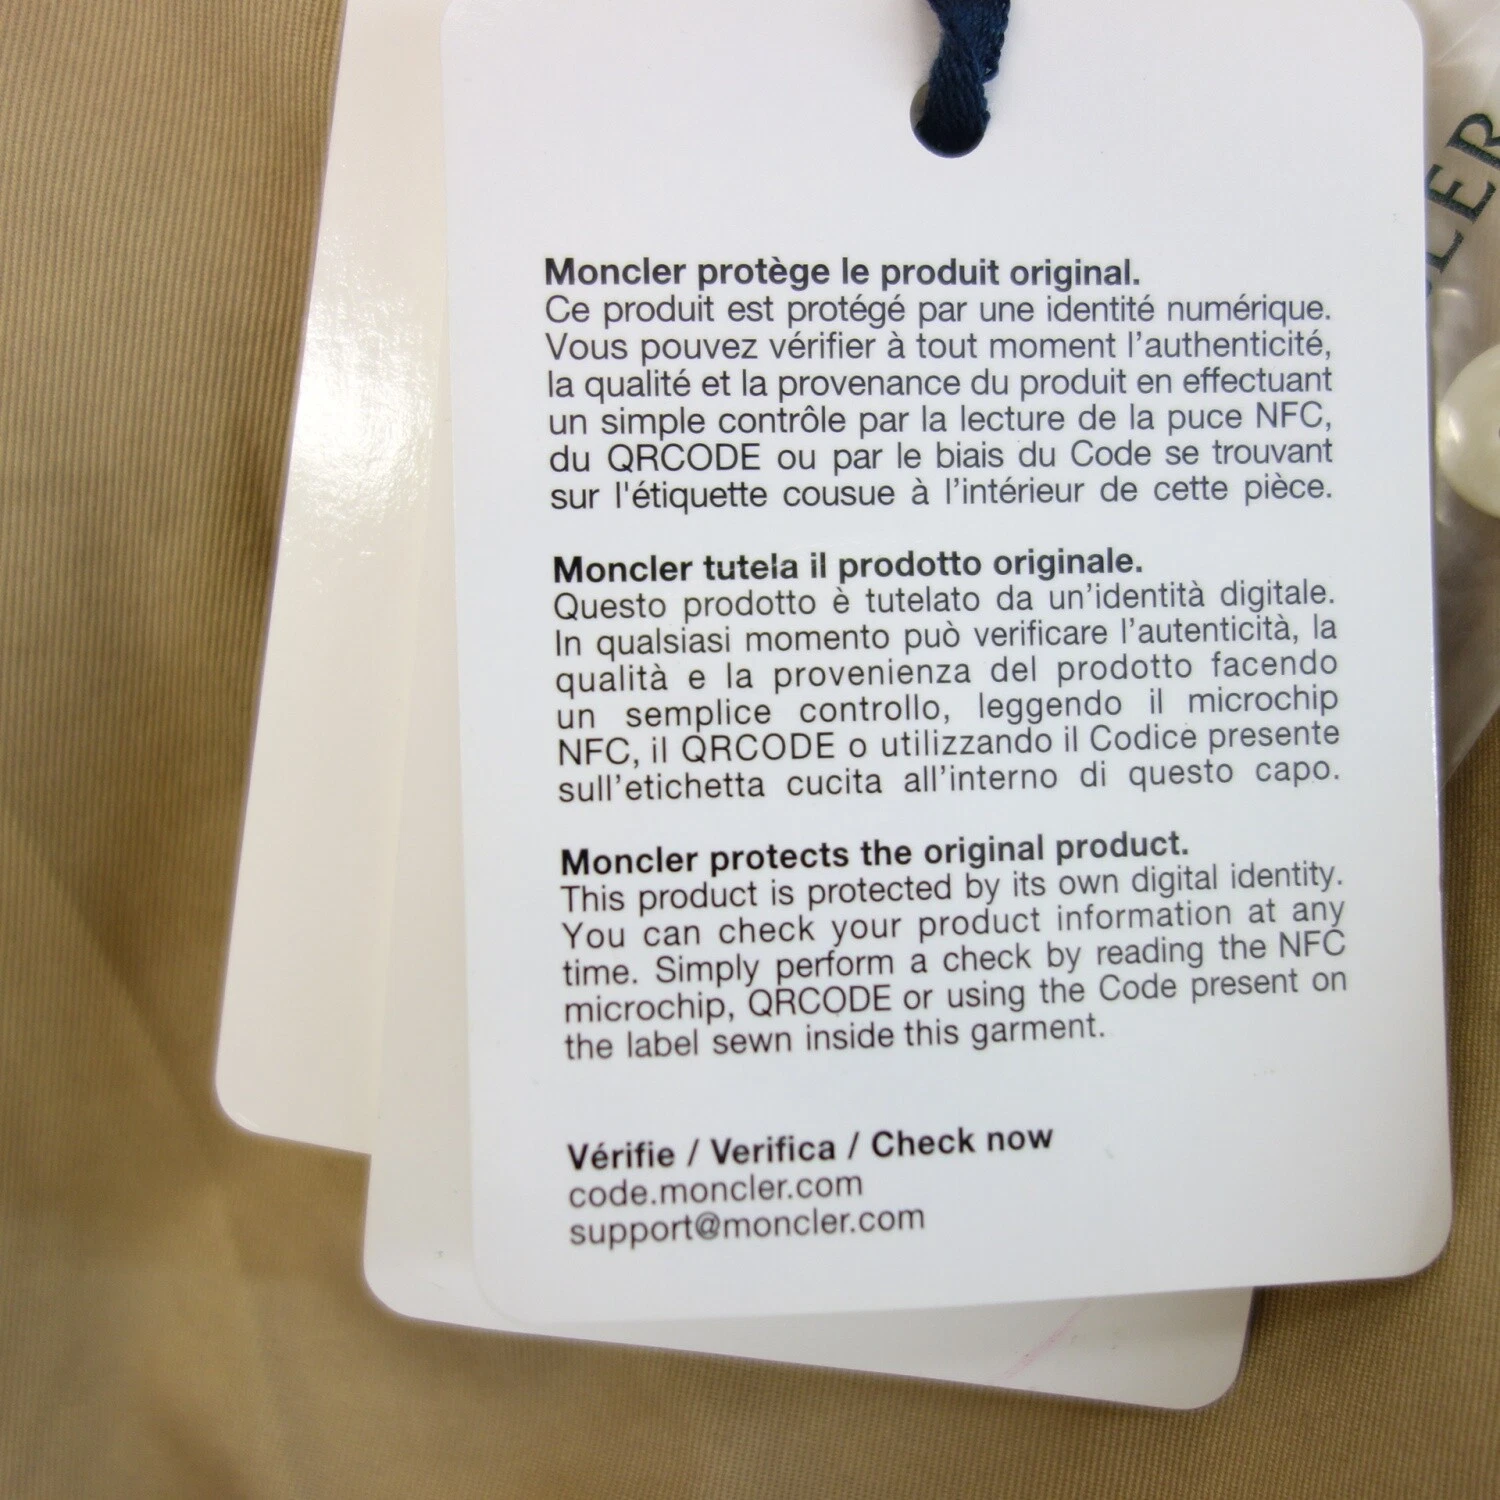 Moncler protège le produit original.
Ce produit est protégé par une identité numérique.
Vous pouvez vérifier à tout moment l'authenticité,
la qualité et la provenance du produit en effectuant
un simple contrôle par la lecture de la puce NFC,
du QRCODE ou par le biais du Code se trouvant
sur l'étiquette cousue à l'intérieur de cette pièce.
Moncler tutela il prodotto originale.
Questo prodotto è tutelato da un'identità digitale.
In qualsiasi momento può verificare l'autenticità, la
qualità e la provenienza del prodotto facendo
un semplice controllo, leggendo il microchip
NFC, il QRCODE o utilizzando il Codice presente
sull'etichetta cucita all'interno di questo capo.
Moncler protects the original product.
This product is protected by its own digital identity.
You can check your product information at any
time. Simply perform a check by reading the NFC
microchip, QRCODE or using the Code present on
the label sewn inside this garment.
Vérifie / Verifica / Check now
code.moncler.com
support@moncler.com
LER